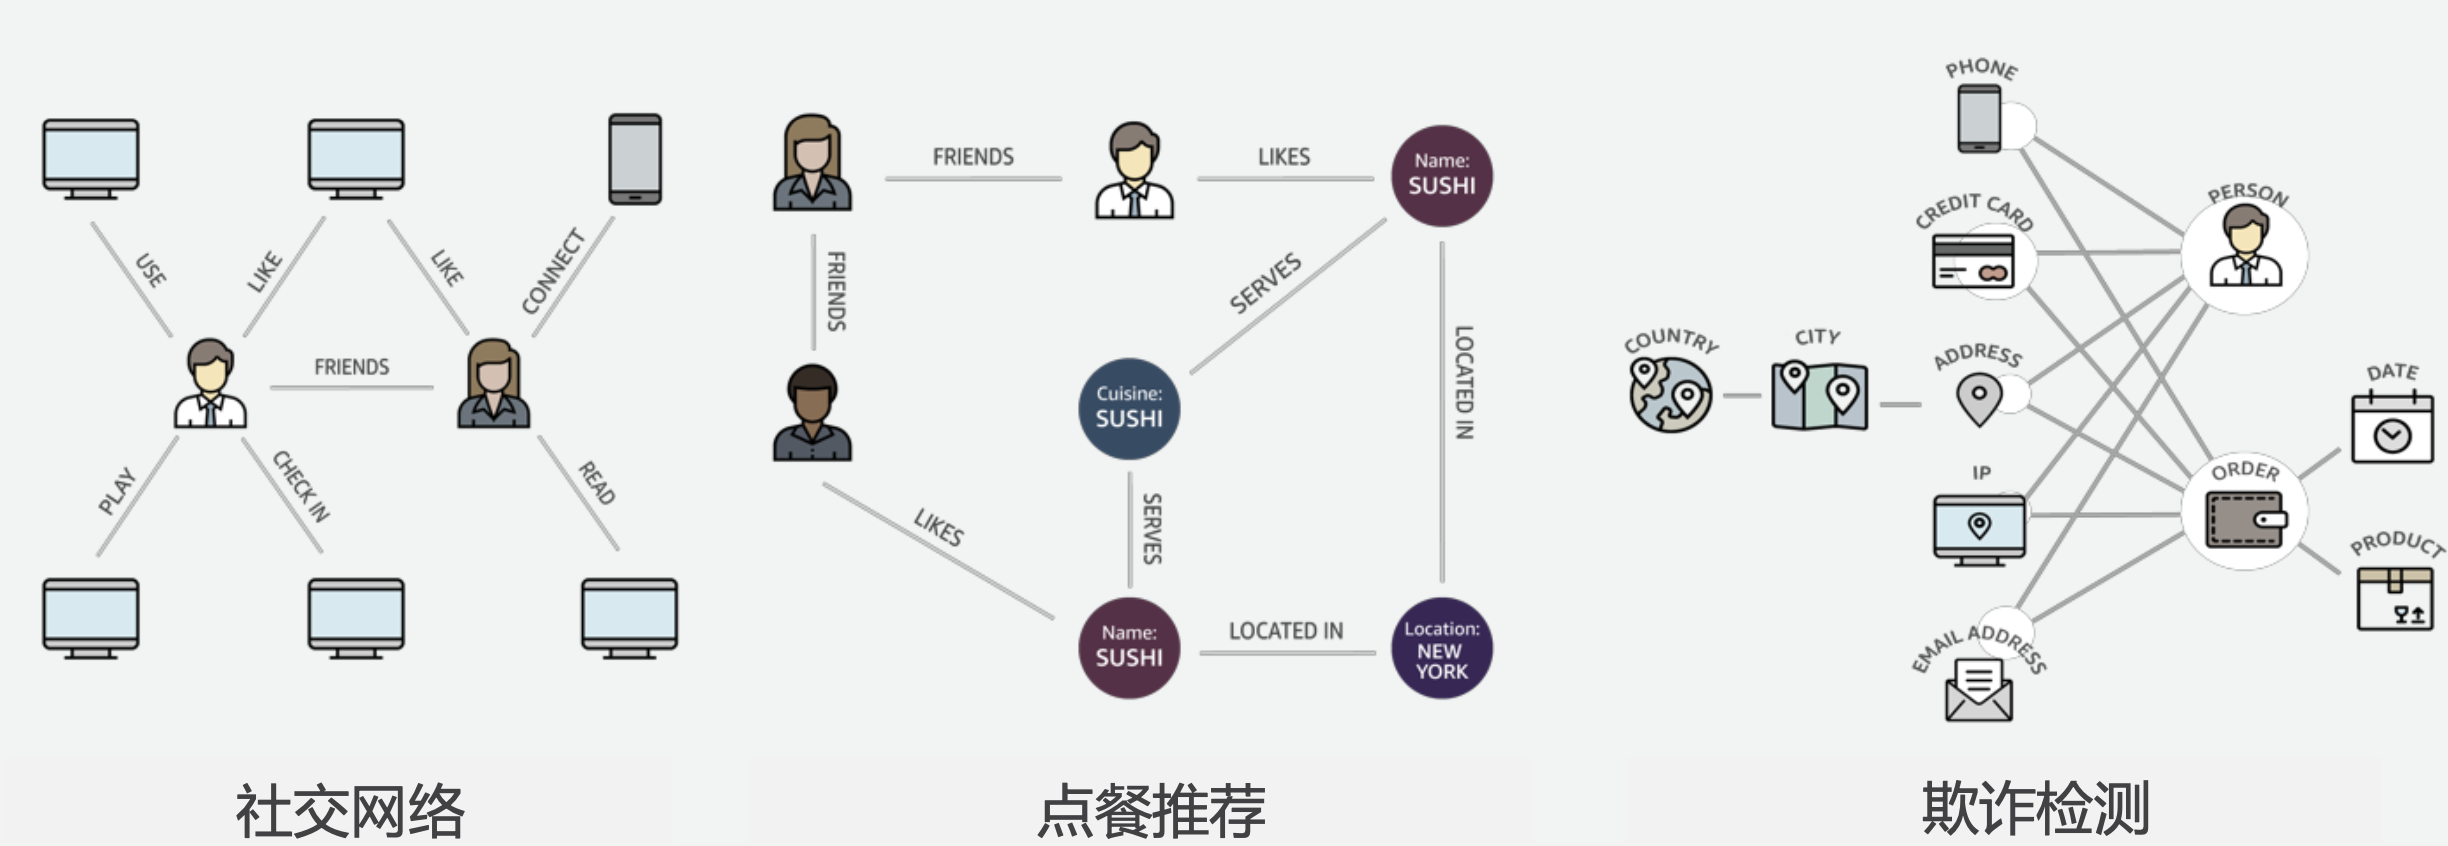 USE
LIKE
LIKE
CONNECT
FRIENDS
PLAY
CHECK IN
READ
社交网络
FRIENDS
LIKES
Name:
SUSHI
FRIENDS
SERVES
LOCATED IN
Cuisine:
SUSHI
SERVES
LIKES
Name:
SUSHI
LOCATED IN
Location:
NEW
YORK
点餐推荐
PHONE
CREDIT CARD
PERSON
COUNTRY
CITY
ADDRESS
DATE
IP
ORDER
PRODUCT
EMAIL ADDRESS
欺诈检测